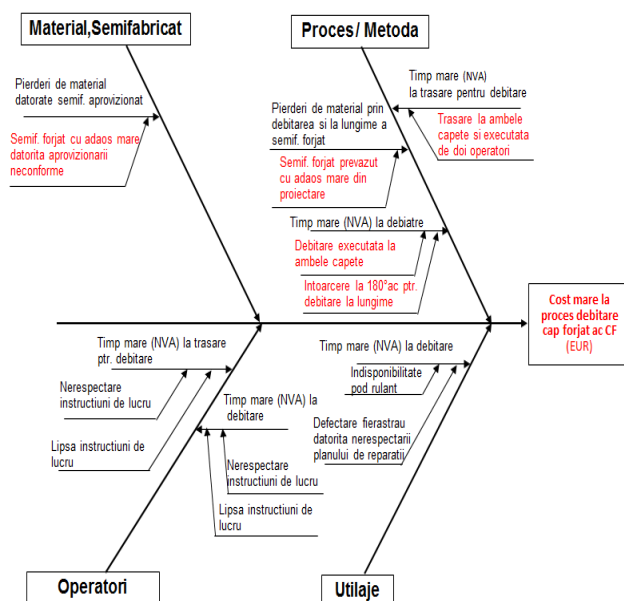 Material,Semifabricat
Proces/ Metoda
Pierderi de material
datorate semif. aprovizionat
Semif. forjat cu adaos mare
datorita aprovizionarii
neconforme
Timp mare (NVA)
la trasare pentru debitare
Trasare la ambele
capete si executata
de doi operatori
Pierderi de material prin
debitarea si la lungime a
semif. forjat
Semif. forjat prevazut
cu adaos mare din
proiectare
Timp mare (NVA) la debiatre
Debitare executata la
ambele capete
Intoarcere la 180°ac ptr.
debitare la lungime
Cost mare la
proces debitare
cap forjat ac CF
(EUR)
Timp mare (NVA) la trasare
ptr. debitare
Nerespectare
instructiuni de lucru
Lipsa instructiuni de
lucru
Timp mare (NVA) la
debitare
Nerespectare
instructiuni de lucru
Lipsa instructiuni de
lucru
Timp mare (NVA) la debitare
Indisponibilitate
pod rulant
Defectare fierastrau
datorita nerespectarii
planului de reparatii
Operatori
Utilaje